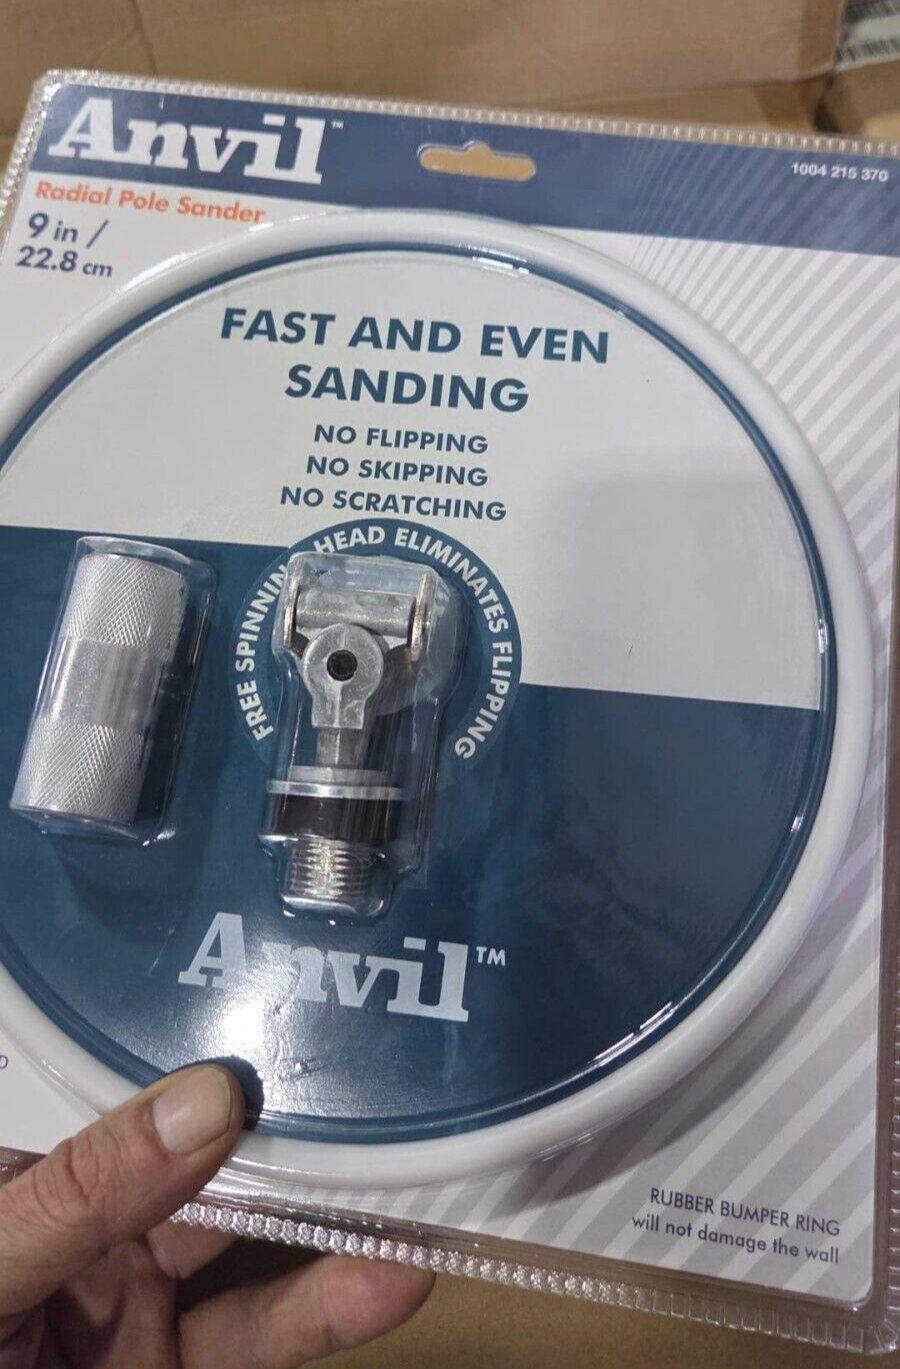 Anvil™
1004 215 370
Radial Pole Sander
9 in /
22.8 cm
FAST AND EVEN
SANDING
NO FLIPPING
NO SKIPPING
NO SCRATCHING
FREE SPINNING HEAD ELIMINATES FLIPPING
Anvil™
RUBBER BUMPER RING
will not damage the wall